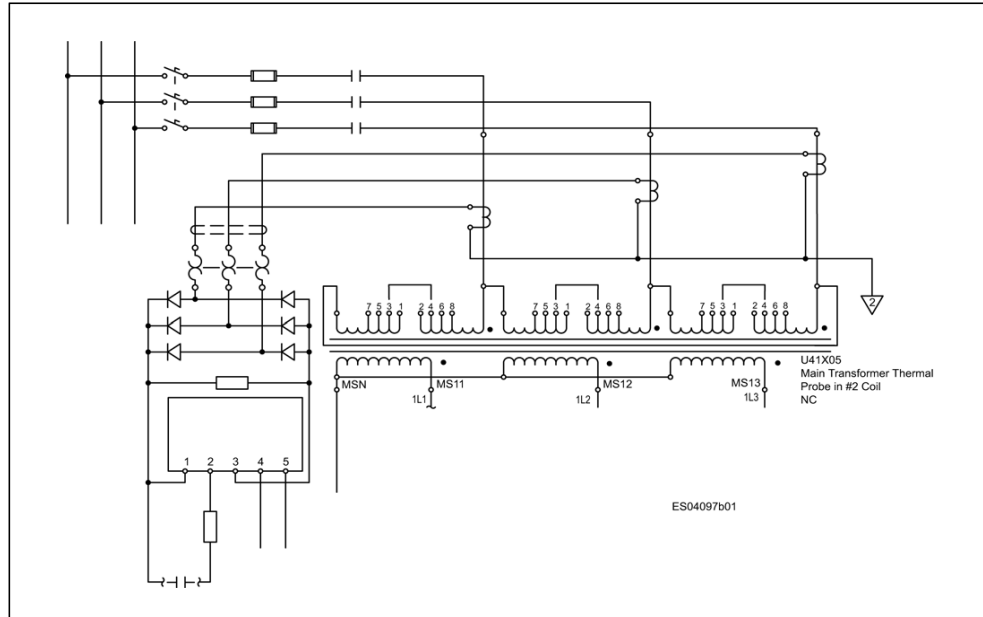 2
7 5 3 1 2 4 6 8 7 5 3 1 2 4 6 8 7 5 3 1 2 4 6 8
U41X05
Main Transformer Thermal
Probe in #2 Coil
NC
MSN MS11 MS12 MS13
1L1 1L2 1L3
1 2 3 4 5
ES04097b01